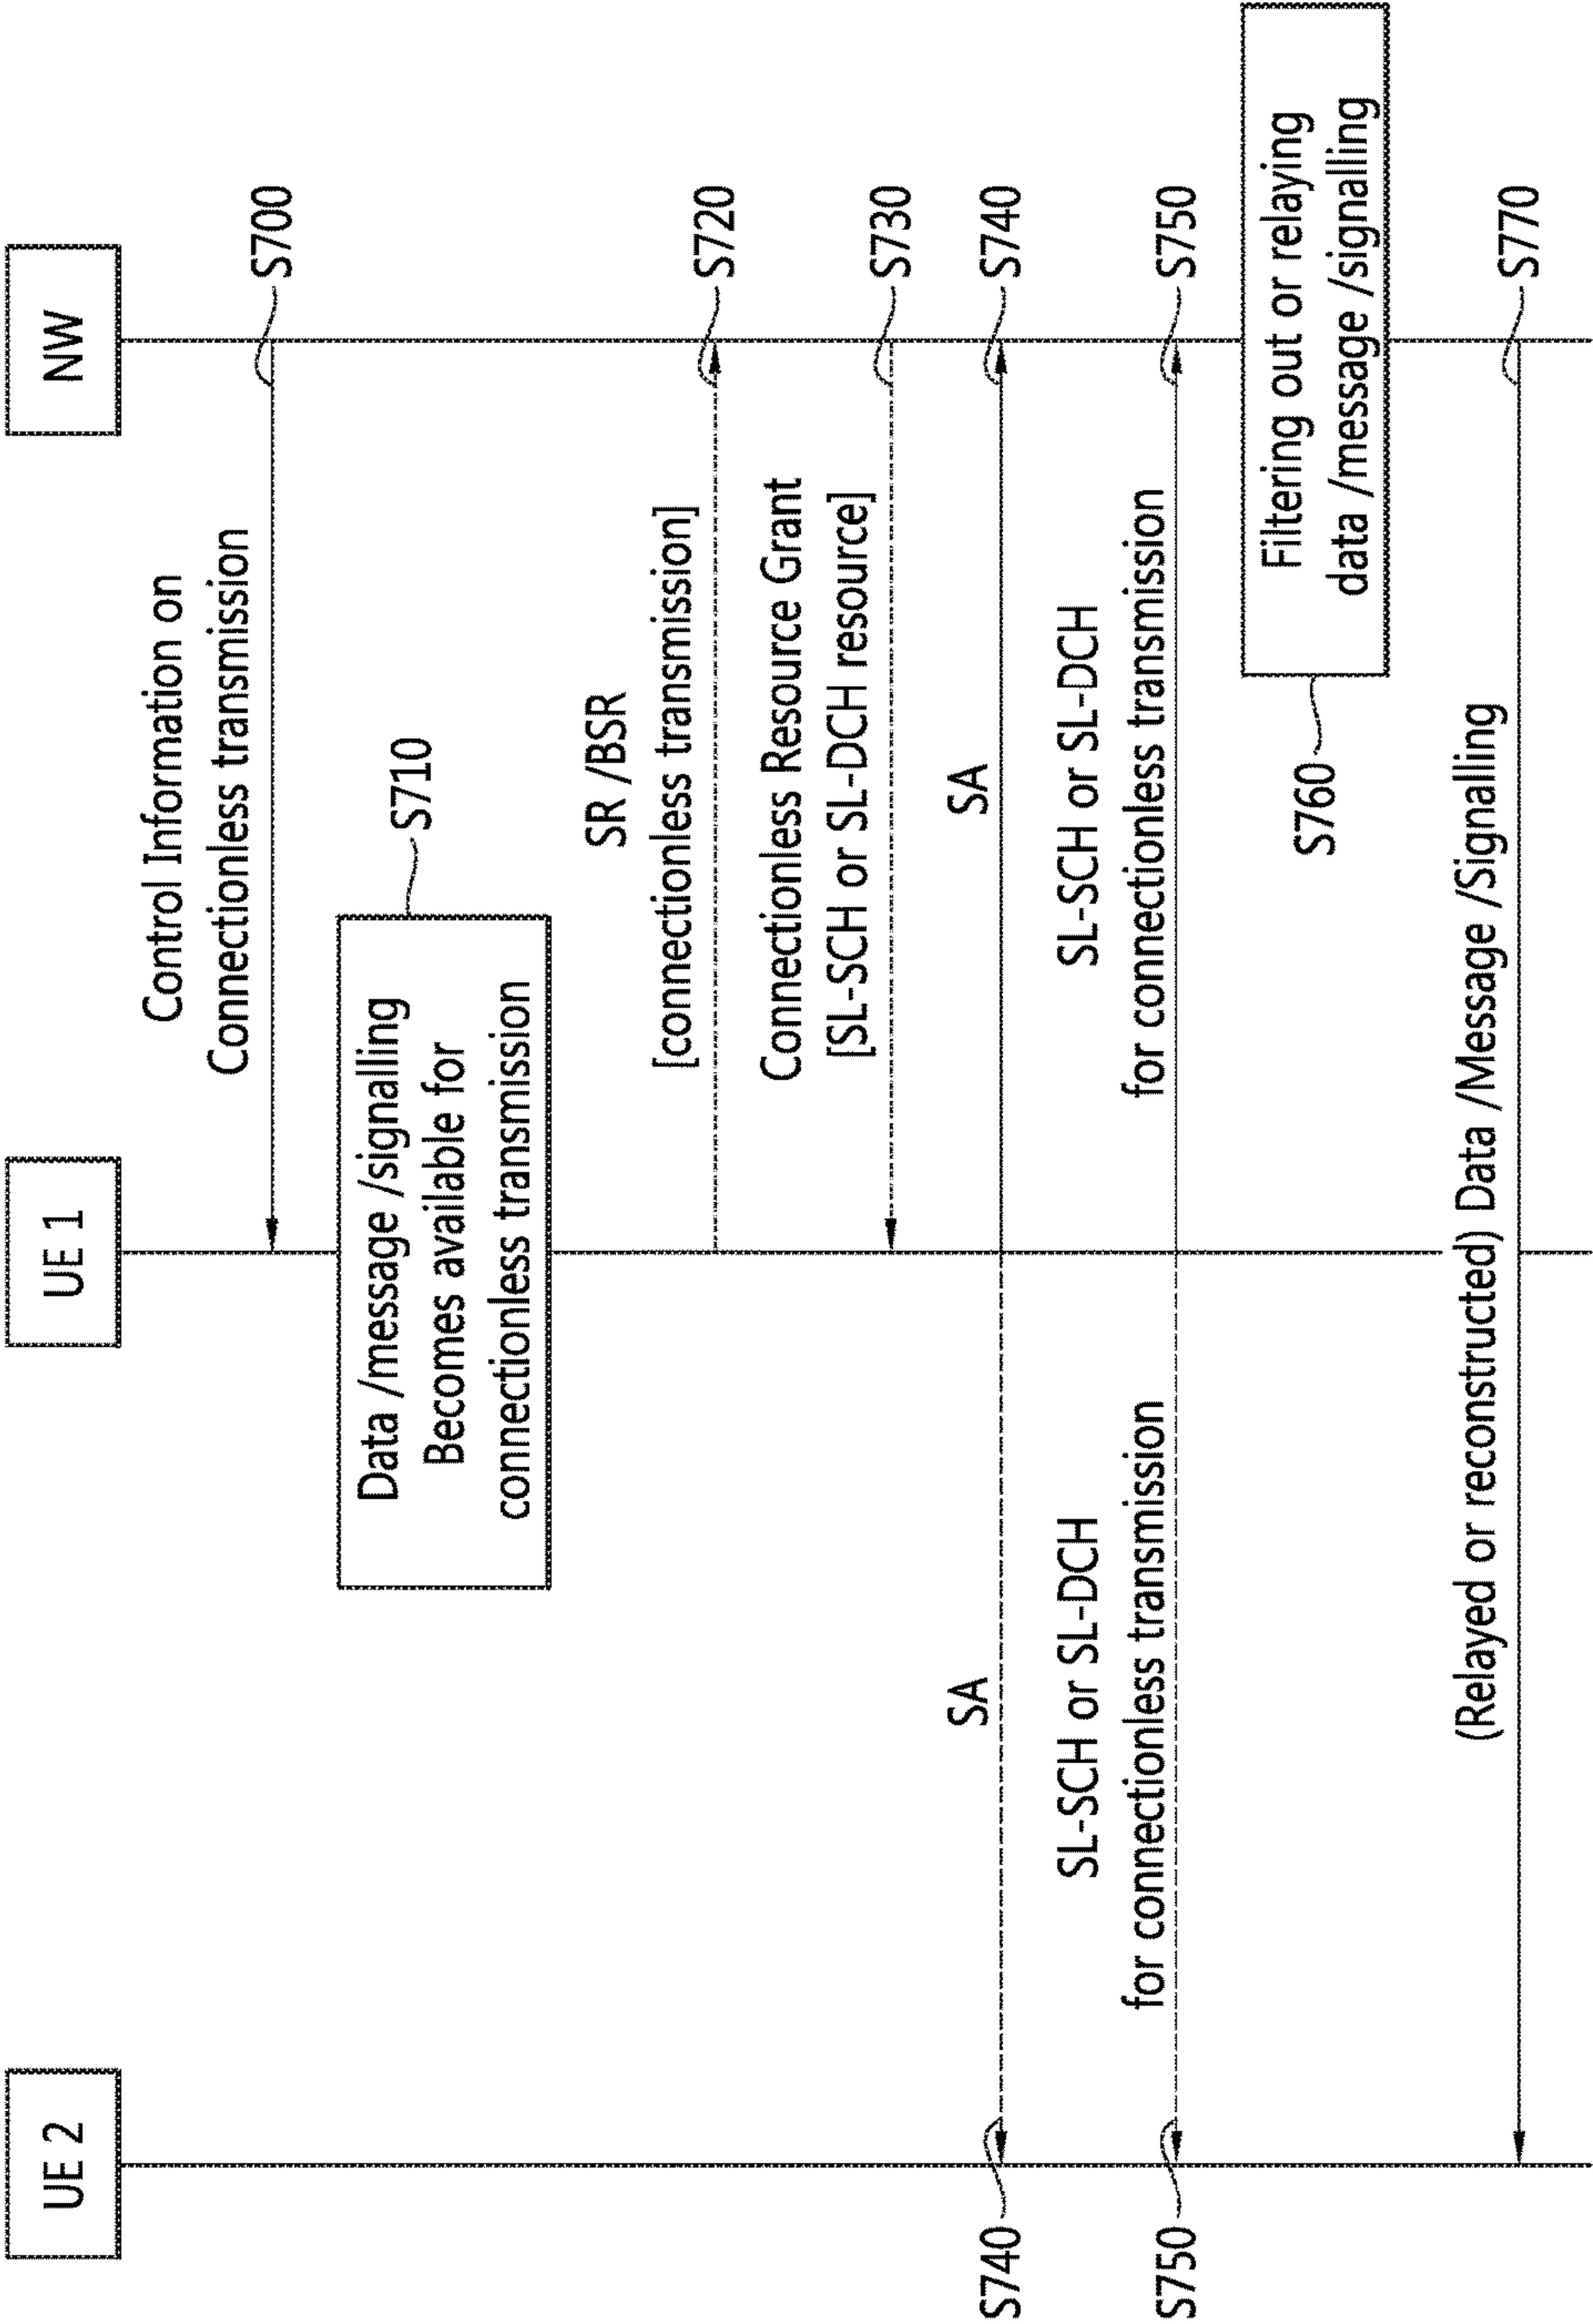 UE 2
UE 1
NW
Control Information on
Connectionless transmission
S700
Data /message /signalling
Becomes available for
connectionless transmission
S710
SR /BSR
[connectionless transmission]
S720
Connectionless Resource Grant
[SL-SCH or SL-DCH resource]
S730
S740
SA
SA
S740
SL-SCH or SL-DCH
for connectionless transmission
S750
SL-SCH or SL-DCH
for connectionless transmission
S750
Filtering out or relaying
data /message /signalling
S760
(Relayed or reconstructed) Data /Message /Signalling
S770